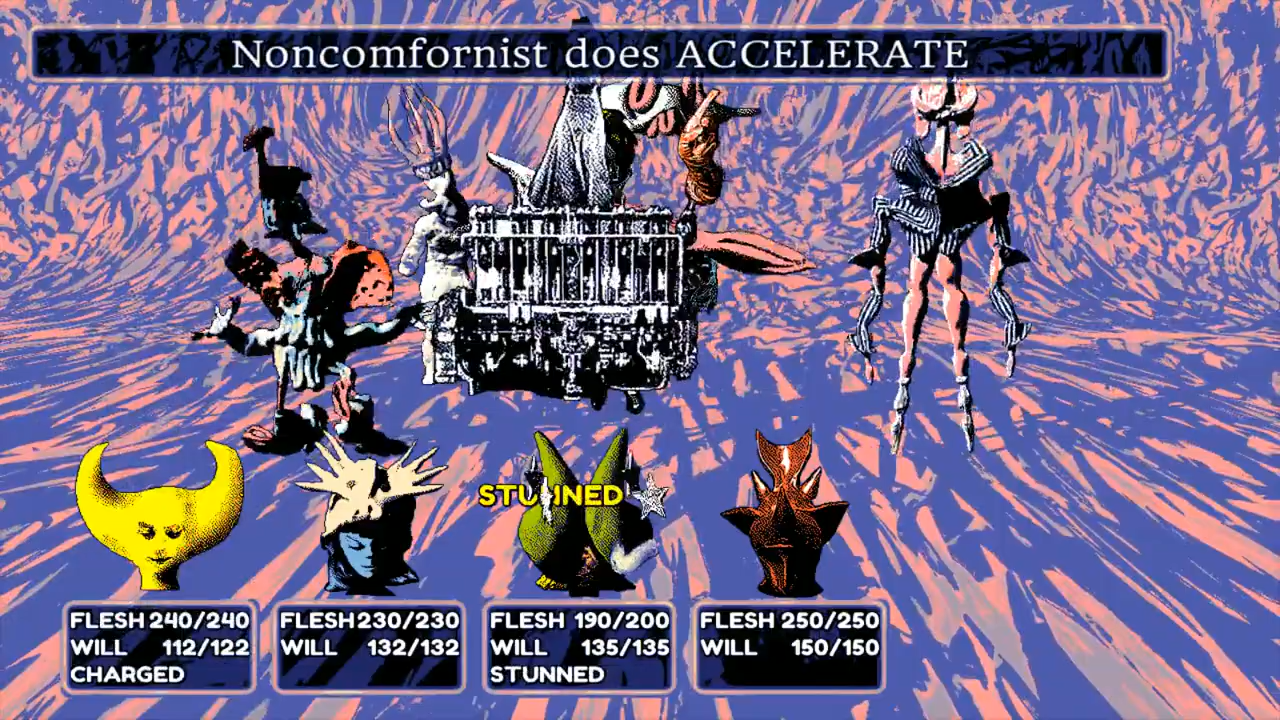 Noncomfornist does ACCELERATE
STUNNED
FLESH 240/240
WILL 112/122
CHARGED
FLESH 230/230
WILL 132/132
FLESH 190/200
WILL 135/135
STUNNED
FLESH 250/250
WILL 150/150